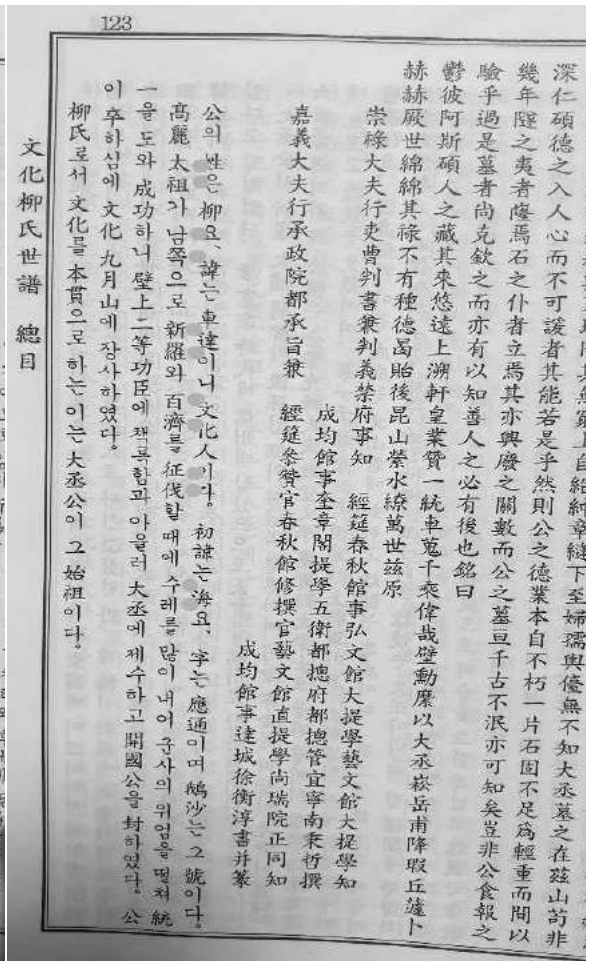 123
深仁碩德之入人心而不可諼者其能若是乎然則公之德業本自不朽一片石固不足爲輕重而閒以
幾年隧之夷者隆焉石之仆者立焉其亦興廢之關數而公之墓亘千古不泯亦可知矣豈非公食報之
驗乎過是墓者尚克欽之而亦有以知善人之必有後也銘曰
鬱彼阿斯碩人之藏其來悠遠上溯軒皇業贊一統車蒐千乘偉哉壁勳縻以大丞崧岳甫降瑕丘蘧卜
赫赫厥世綿綿其祿不有種德曷貽後昆山縈水繚萬世玆原
崇祿大夫行吏曹判書兼判義禁府事知 經筵春秋館事弘文館大提學藝文館大提學知
成均館事奎章閣提學五衛都摠府都摠管宜寧南秉哲撰
嘉義大夫行承政院都承旨兼 經筵參贊官春秋館修撰官藝文館直提學尚瑞院正同知
成均館事達城徐衡淳書并篆
公의 姓은 柳요、諱는 車達이니 文化人이다。初諱는 海요、字는 應通이며 鵝沙는 그 號이다。
高麗 太祖가 남쪽으로 新羅와 百濟를 征伐할 때에 수레를 많이 내어 군사의 위엄을 떨쳐 統
一을 도와 成功하니 壁上二等功臣에 책록함과 아울러 大丞에 제수하고 開國公을 封하였다。公
이 卒하심에 文化 九月山에 장사하였다。
柳氏로서 文化를 本貫으로 하는 이는 大丞公이 그 始祖이다。
文化柳氏世譜 總目